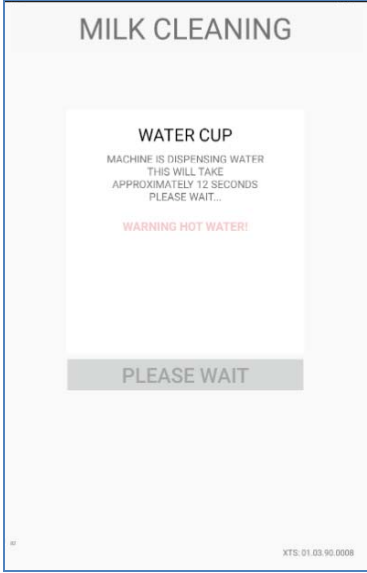 MILK CLEANING
WATER CUP
MACHINE IS DISPENSING WATER
THIS WILL TAKE
APPROXIMATELY 12 SECONDS
PLEASE WAIT...
WARNING HOT WATER!
PLEASE WAIT
XTS: 01.03.90.0008